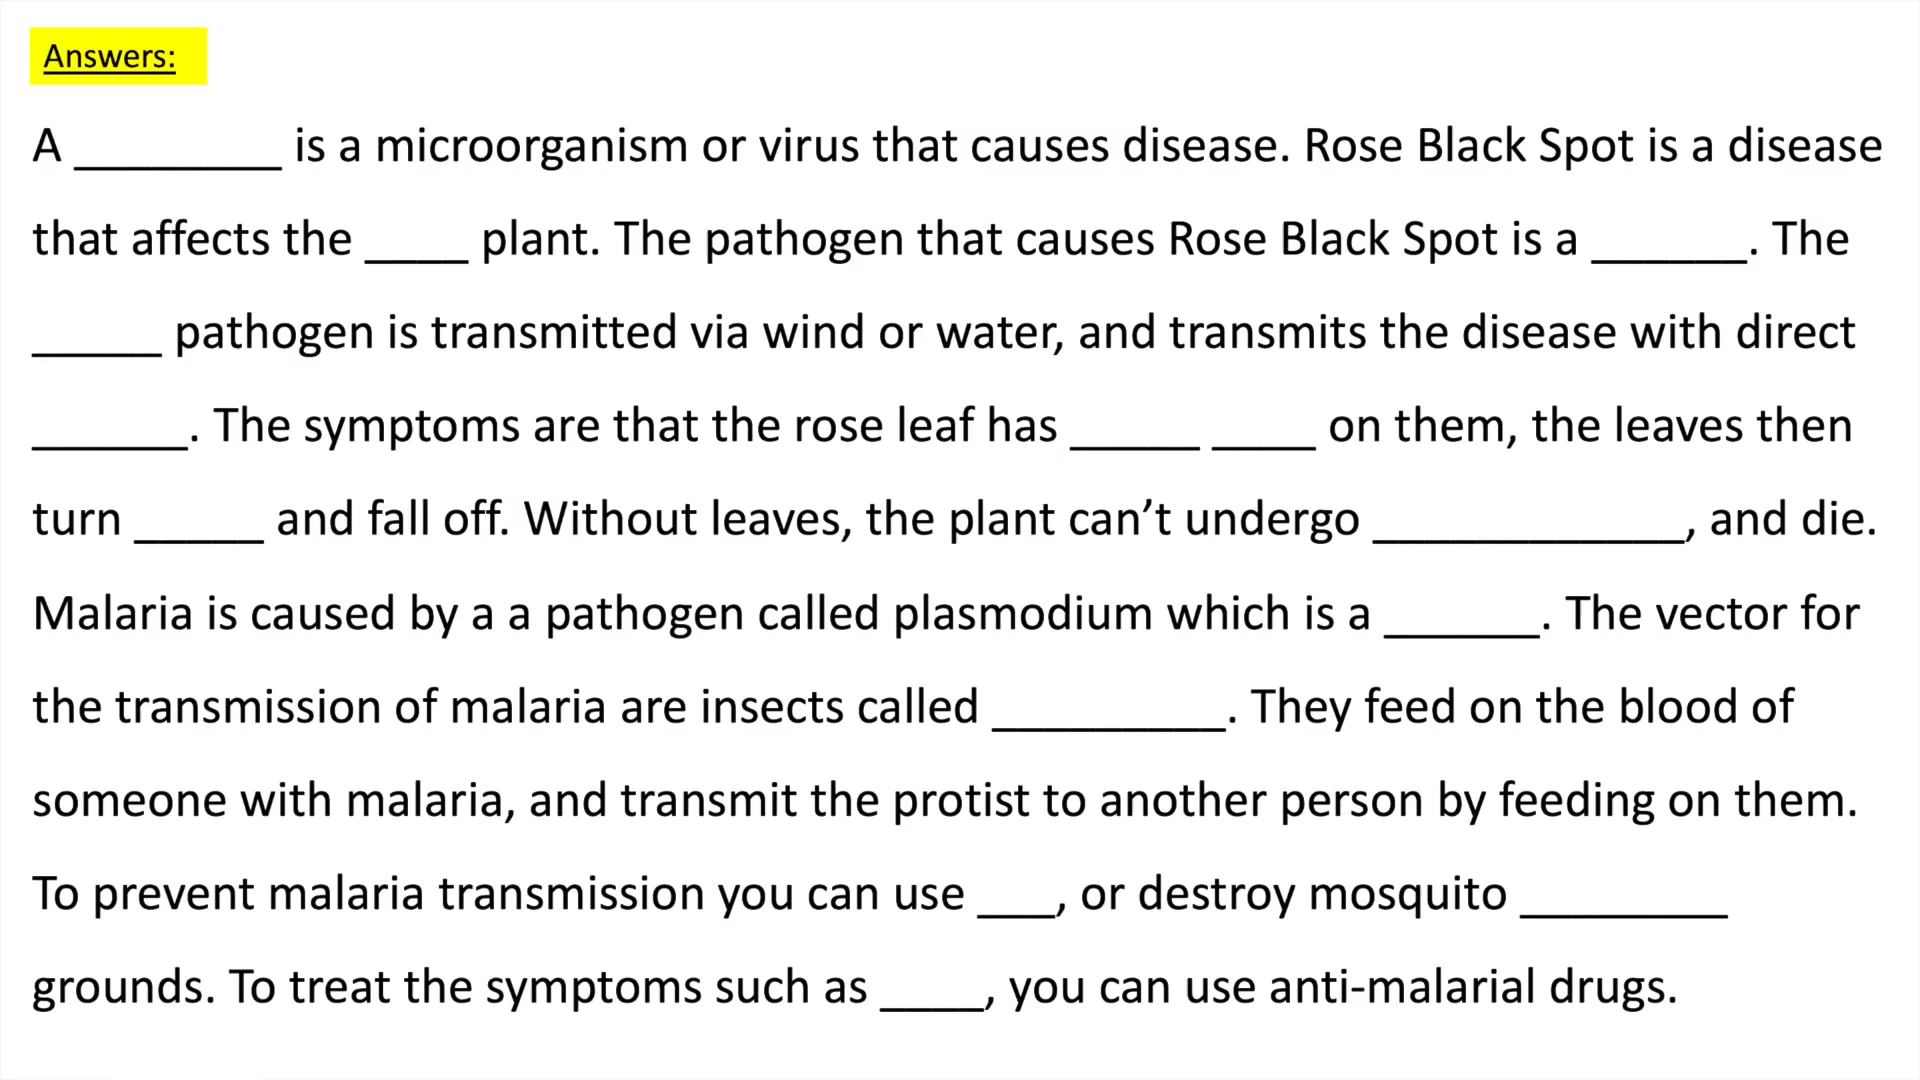 Answers:
A ________ is a microorganism or virus that causes disease. Rose Black Spot is a disease
that affects the ____ plant. The pathogen that causes Rose Black Spot is a ______. The
_____ pathogen is transmitted via wind or water, and transmits the disease with direct
______. The symptoms are that the rose leaf has _____ ____ on them, the leaves then
turn _____ and fall off. Without leaves, the plant can’t undergo ____________, and die.
Malaria is caused by a a pathogen called plasmodium which is a ______. The vector for
the transmission of malaria are insects called _________. They feed on the blood of
someone with malaria, and transmit the protist to another person by feeding on them.
To prevent malaria transmission you can use ___, or destroy mosquito ________
grounds. To treat the symptoms such as ____, you can use anti-malarial drugs.